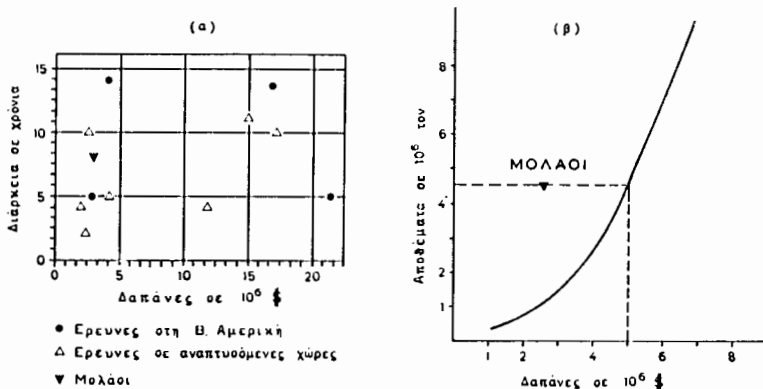 (α)
15
10
5
0
Διάρκεια σε χρόνια
0 5 10 15 20
Δαπάνες σε 10⁶ $
● Ερευνες στη Β. Αμερική
△ Ερευνες σε αναπτυσόμενες χώρες
▼ Μολάοι
(β)
8
6
4
2
1
Αποθέματα σε 10⁶ τον
ΜΟΛΑΟΙ
1 2 4 6 8
Δαπάνες σε 10⁶ $